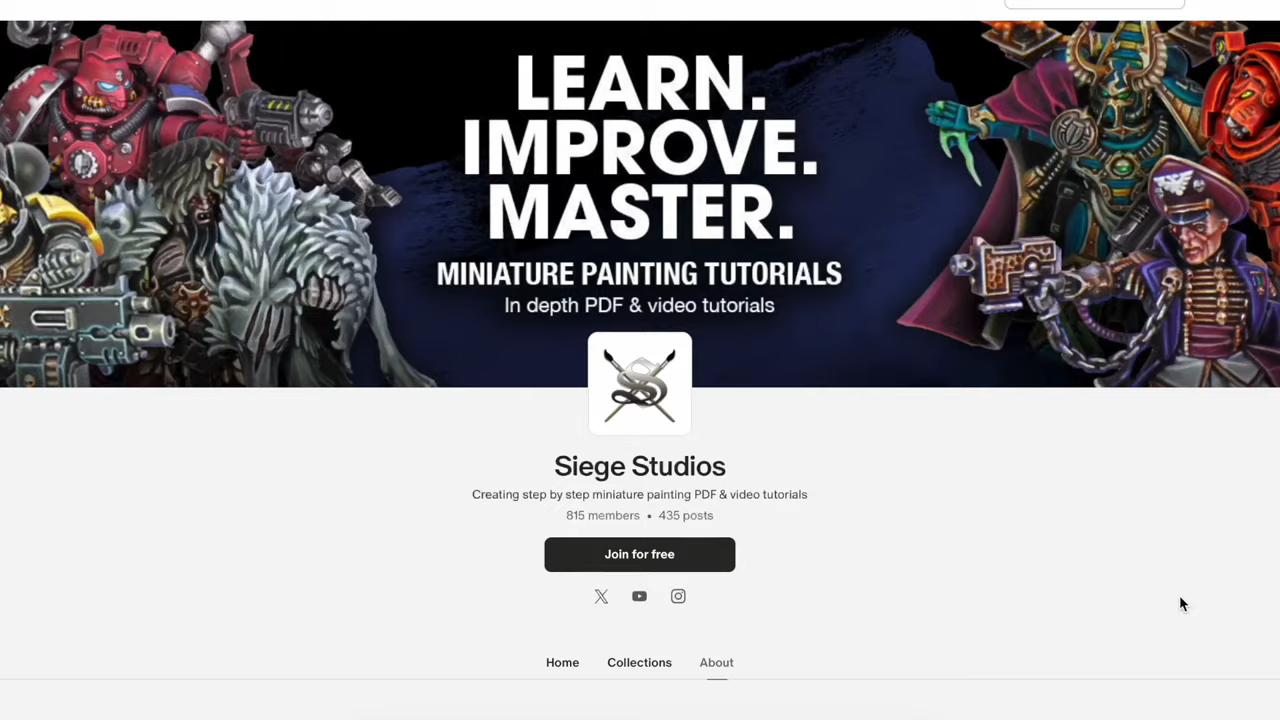 LEARN.
IMPROVE.
MASTER.
MINIATURE PAINTING TUTORIALS
In depth PDF & video tutorials
Siege Studios
Creating step by step miniature painting PDF & video tutorials
815 members • 435 posts
Join for free
Home Collections About